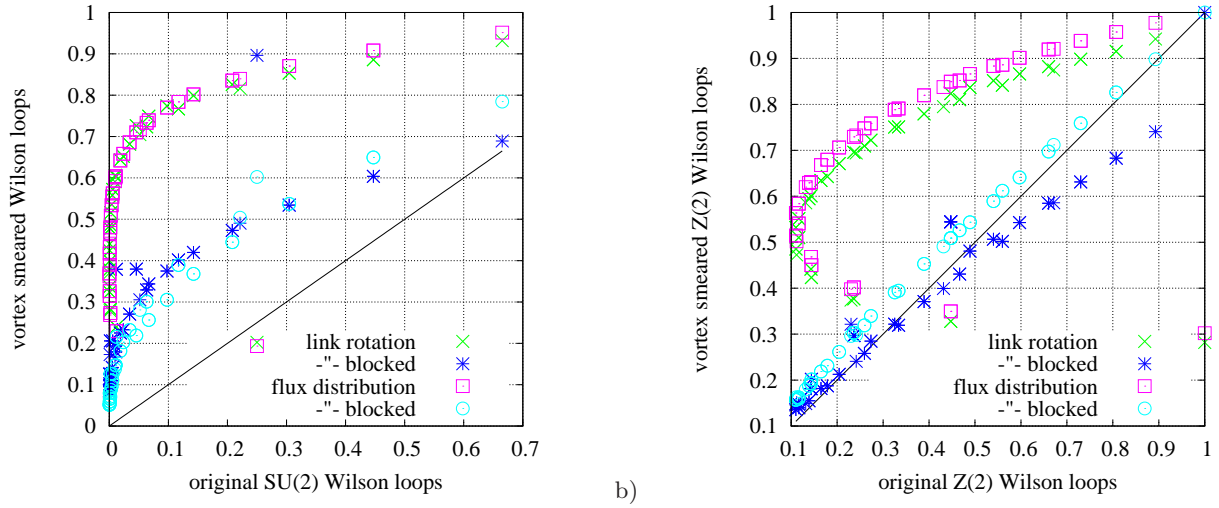 vortex smeared Wilson loops
1
0.9
0.8
0.7
0.6
0.5
0.4
0.3
0.2
0.1
0
link rotation
-"- blocked
flux distribution
-"- blocked
0 0.1 0.2 0.3 0.4 0.5 0.6 0.7
original SU(2) Wilson loops
b)
vortex smeared Z(2) Wilson loops
1
0.9
0.8
0.7
0.6
0.5
0.4
0.3
0.2
0.1
link rotation
-"- blocked
flux distribution
-"- blocked
0.1 0.2 0.3 0.4 0.5 0.6 0.7 0.8 0.9 1
original Z(2) Wilson loops